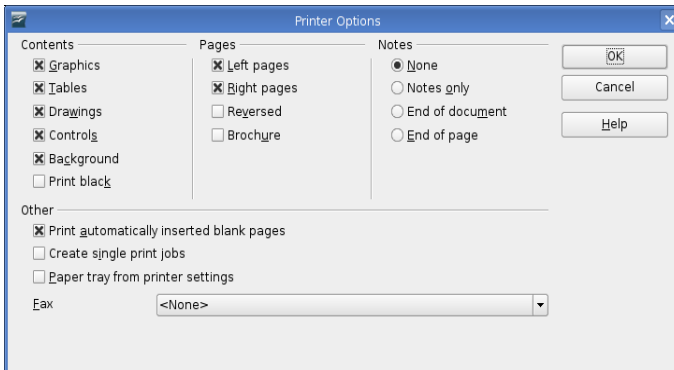 Printer Options
Contents
Graphics
Tables
Drawings
Controls
Background
Print black
Pages
Left pages
Right pages
Reversed
Brochure
Notes
None
Notes only
End of document
End of page
OK
Cancel
Help
Other
Print automatically inserted blank pages
Create single print jobs
Paper tray from printer settings
Fax
<None>